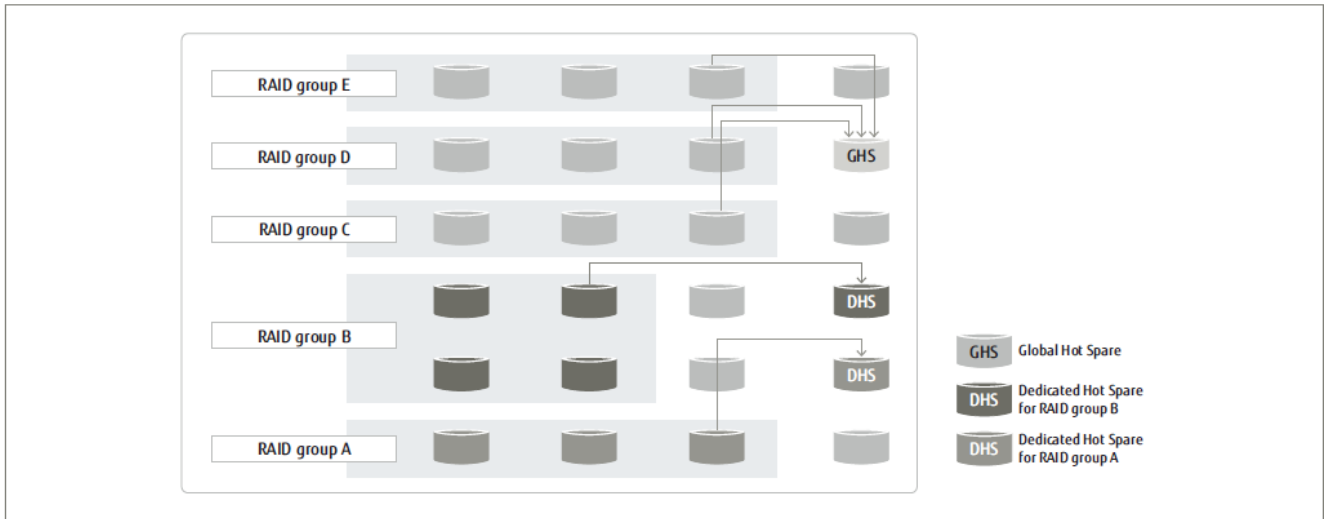 RAID group E
RAID group D
GHS
RAID group C
DHS
RAID group B
DHS
RAID group A
GHS Global Hot Spare
DHS Dedicated Hot Spare
for RAID group B
DHS Dedicated Hot Spare
for RAID group A